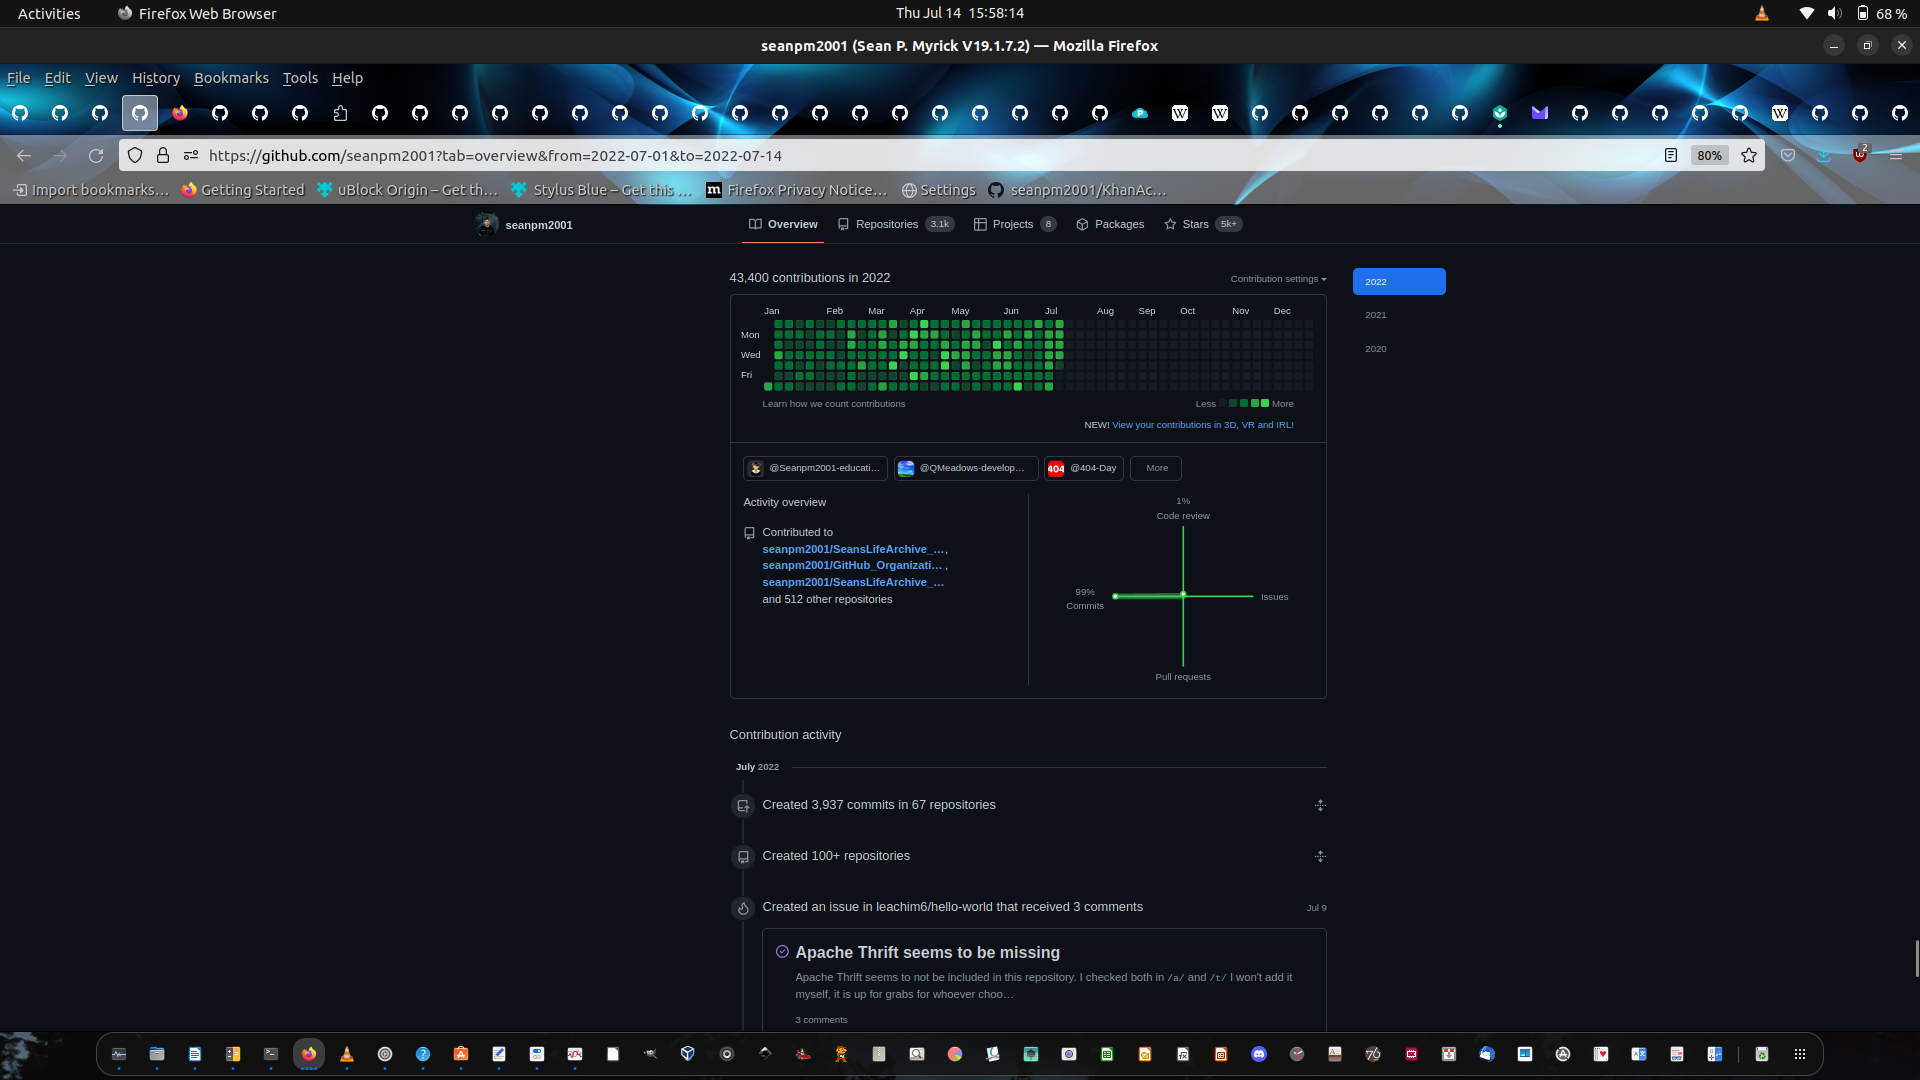 Activities
Firefox Web Browser
Thu Jul 14 15:58:14
68 %
seanpm2001 (Sean P. Myrick V19.1.7.2) — Mozilla Firefox
File Edit View History Bookmarks Tools Help
https://github.com/seanpm2001?tab=overview&from=2022-07-01&to=2022-07-14
80%
2
Import bookmarks…
Getting Started
uBlock Origin – Get th…
Stylus Blue – Get this …
Firefox Privacy Notice…
Settings
seanpm2001/KhanAc…
seanpm2001
Overview
Repositories 3.1k
Projects 8
Packages
Stars 5k+
43,400 contributions in 2022
Contribution settings
2022
2021
2020
Jan Feb Mar Apr May Jun Jul Aug Sep Oct Nov Dec
Mon
Wed
Fri
Learn how we count contributions
Less
More
NEW! View your contributions in 3D, VR and IRL!
@Seanpm2001-educati…
@QMeadows-develop…
404 @404-Day
More
Activity overview
Contributed to
seanpm2001/SeansLifeArchive_…,
seanpm2001/GitHub_Organizati… ,
seanpm2001/SeansLifeArchive_…
and 512 other repositories
1%
Code review
99%
Commits
Issues
Pull requests
Contribution activity
July 2022
Created 3,937 commits in 67 repositories
Created 100+ repositories
Created an issue in leachim6/hello-world that received 3 comments
Jul 9
Apache Thrift seems to be missing
Apache Thrift seems to not be included in this repository. I checked both in /a/ and /t/ I won't add it
myself, it is up for grabs for whoever choo…
3 comments